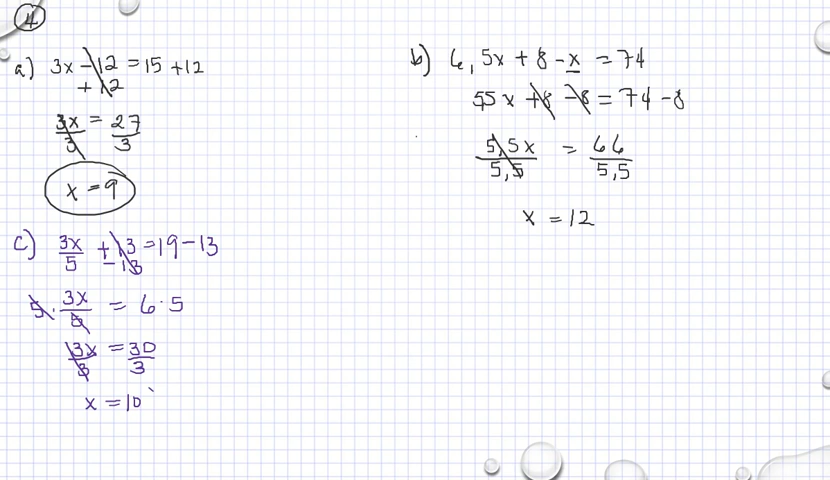 4
a) 3x - 12 = 15 + 12
+ 12
3x/3 = 27/3
x = 9
b) 6,5x + 8 - x = 74
5,5x + 8 - 8 = 74 - 8
5,5x/5,5 = 66/5,5
x = 12
c) 3x/5 + 13 = 19 - 13
- 13
5 · 3x/5 = 6 · 5
3x/3 = 30/3
x = 10